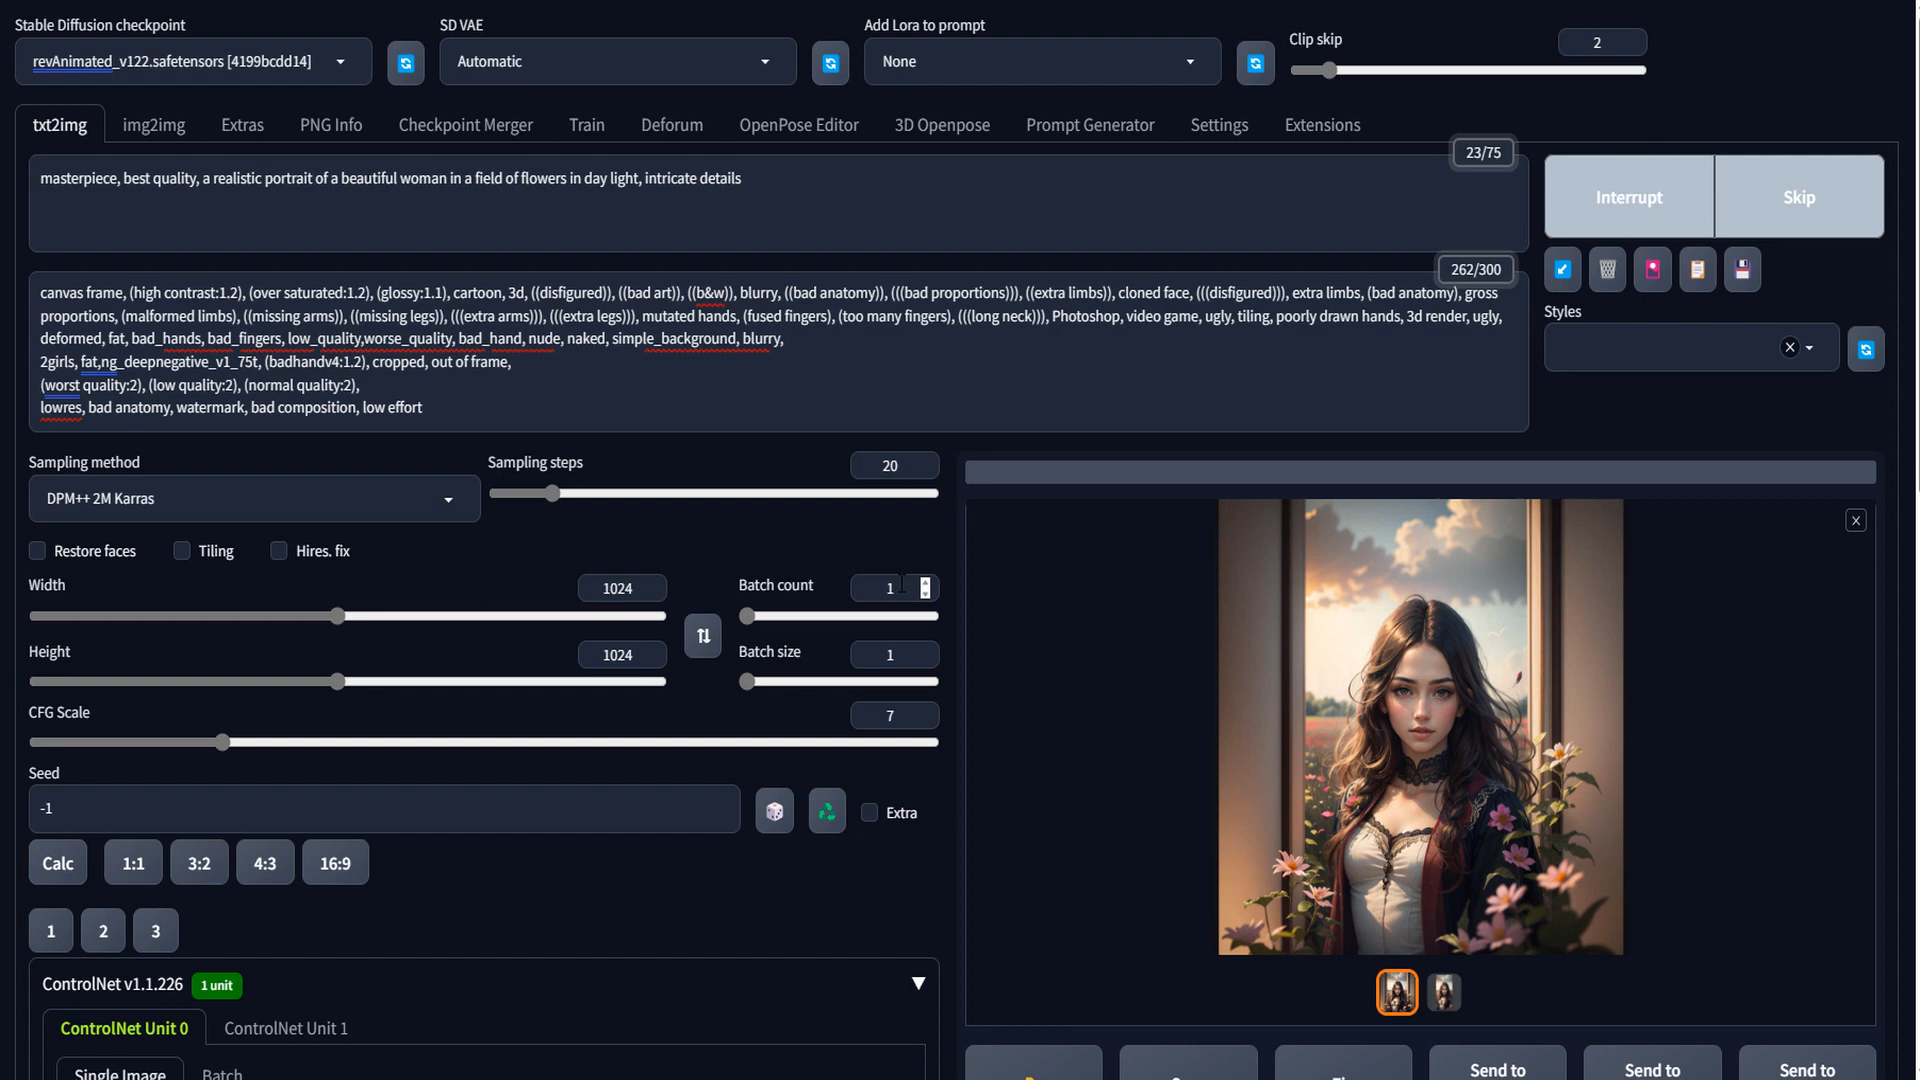 Stable Diffusion checkpoint
SD VAE
Add Lora to prompt
Clip skip
2
revAnimated_v122.safetensors [4199bcdd14]
Automatic
None
txt2img
img2img
Extras
PNG Info
Checkpoint Merger
Train
Deforum
OpenPose Editor
3D Openpose
Prompt Generator
Settings
Extensions
23/75
masterpiece, best quality, a realistic portrait of a beautiful woman in a field of flowers in day light, intricate details
Interrupt
Skip
262/300
canvas frame, (high contrast:1.2), (over saturated:1.2), (glossy:1.1), cartoon, 3d, ((disfigured)), ((bad art)), ((b&w)), blurry, ((bad anatomy)), (((bad proportions))), ((extra limbs)), cloned face, (((disfigured))), extra limbs, (bad anatomy), gross
proportions, (malformed limbs), ((missing arms)), ((missing legs)), (((extra arms))), (((extra legs))), mutated hands, (fused fingers), (too many fingers), (((long neck))), Photoshop, video game, ugly, tiling, poorly drawn hands, 3d render, ugly,
deformed, fat, bad_hands, bad_fingers, low_quality,worse_quality, bad_hand, nude, naked, simple_background, blurry,
2girls, fat,ng_deepnegative_v1_75t, (badhandv4:1.2), cropped, out of frame,
(worst quality:2), (low quality:2), (normal quality:2),
lowres, bad anatomy, watermark, bad composition, low effort
Styles
Sampling method
DPM++ 2M Karras
Sampling steps
20
Restore faces
Tiling
Hires. fix
Width
1024
Batch count
1
Height
1024
Batch size
1
CFG Scale
7
Seed
-1
Extra
Calc
1:1
3:2
4:3
16:9
1
2
3
ControlNet v1.1.226
1 unit
ControlNet Unit 0
ControlNet Unit 1
Single Image
Batch
Send to
Send to
Send to